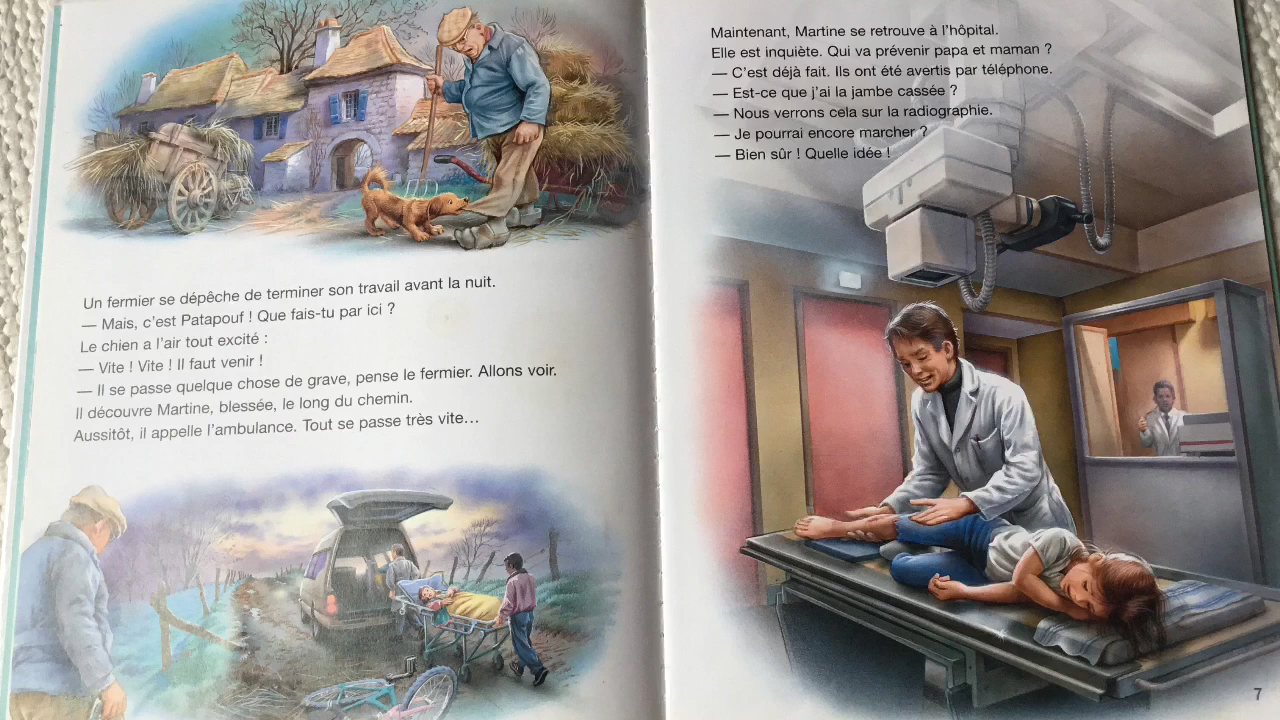 Un fermier se dépêche de terminer son travail avant la nuit.
— Mais, c'est Patapouf ! Que fais-tu par ici ?
Le chien a l'air tout excité :
— Vite ! Vite ! Il faut venir !
— Il se passe quelque chose de grave, pense le fermier. Allons voir.
Il découvre Martine, blessée, le long du chemin.
Aussitôt, il appelle l'ambulance. Tout se passe très vite...
Maintenant, Martine se retrouve à l'hôpital.
Elle est inquiète. Qui va prévenir papa et maman ?
— C'est déjà fait. Ils ont été avertis par téléphone.
— Est-ce que j'ai la jambe cassée ?
— Nous verrons cela sur la radiographie.
— Je pourrai encore marcher ?
— Bien sûr ! Quelle idée !
7